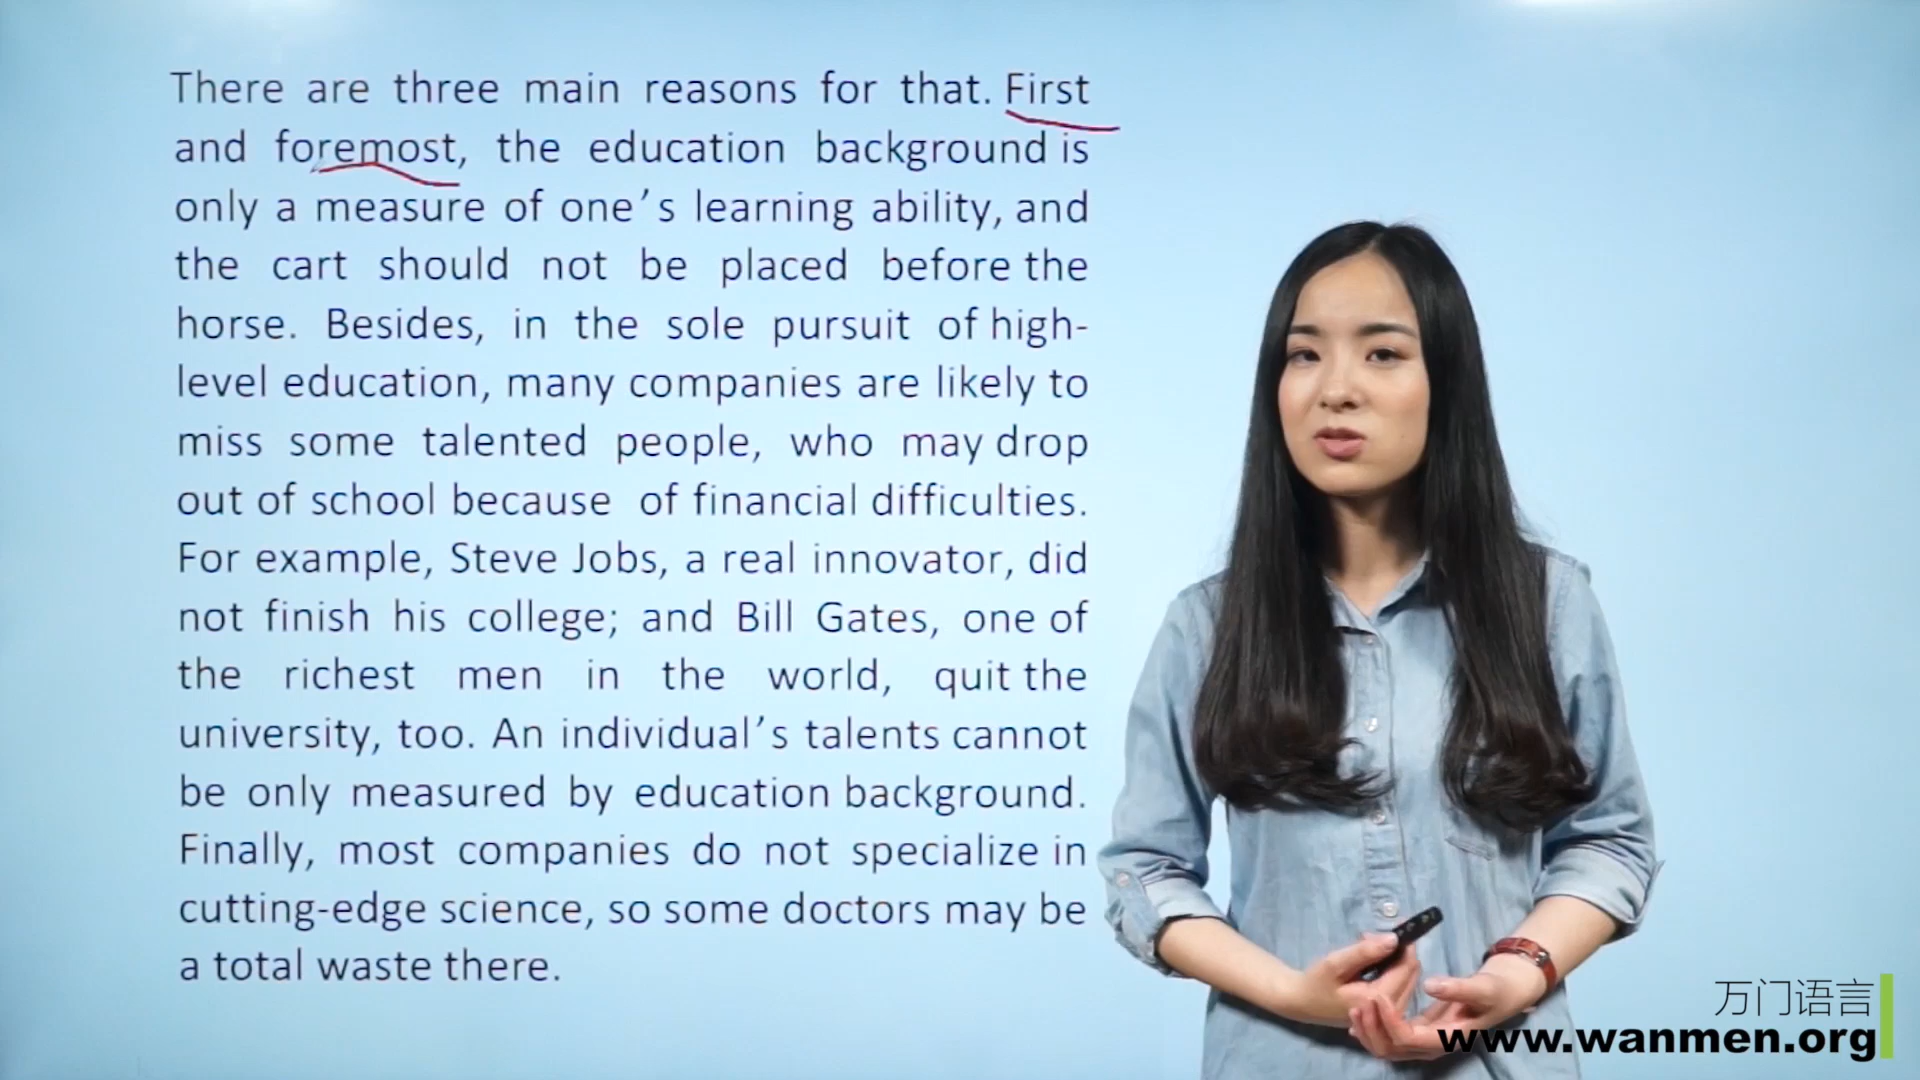 There are three main reasons for that. First
and foremost, the education background is
only a measure of one’s learning ability, and
the cart should not be placed before the
horse. Besides, in the sole pursuit of high-
level education, many companies are likely to
miss some talented people, who may drop
out of school because of financial difficulties.
For example, Steve Jobs, a real innovator, did
not finish his college; and Bill Gates, one of
the richest men in the world, quit the
university, too. An individual’s talents cannot
be only measured by education background.
Finally, most companies do not specialize in
cutting-edge science, so some doctors may be
a total waste there.
万门语言
www.wanmen.org